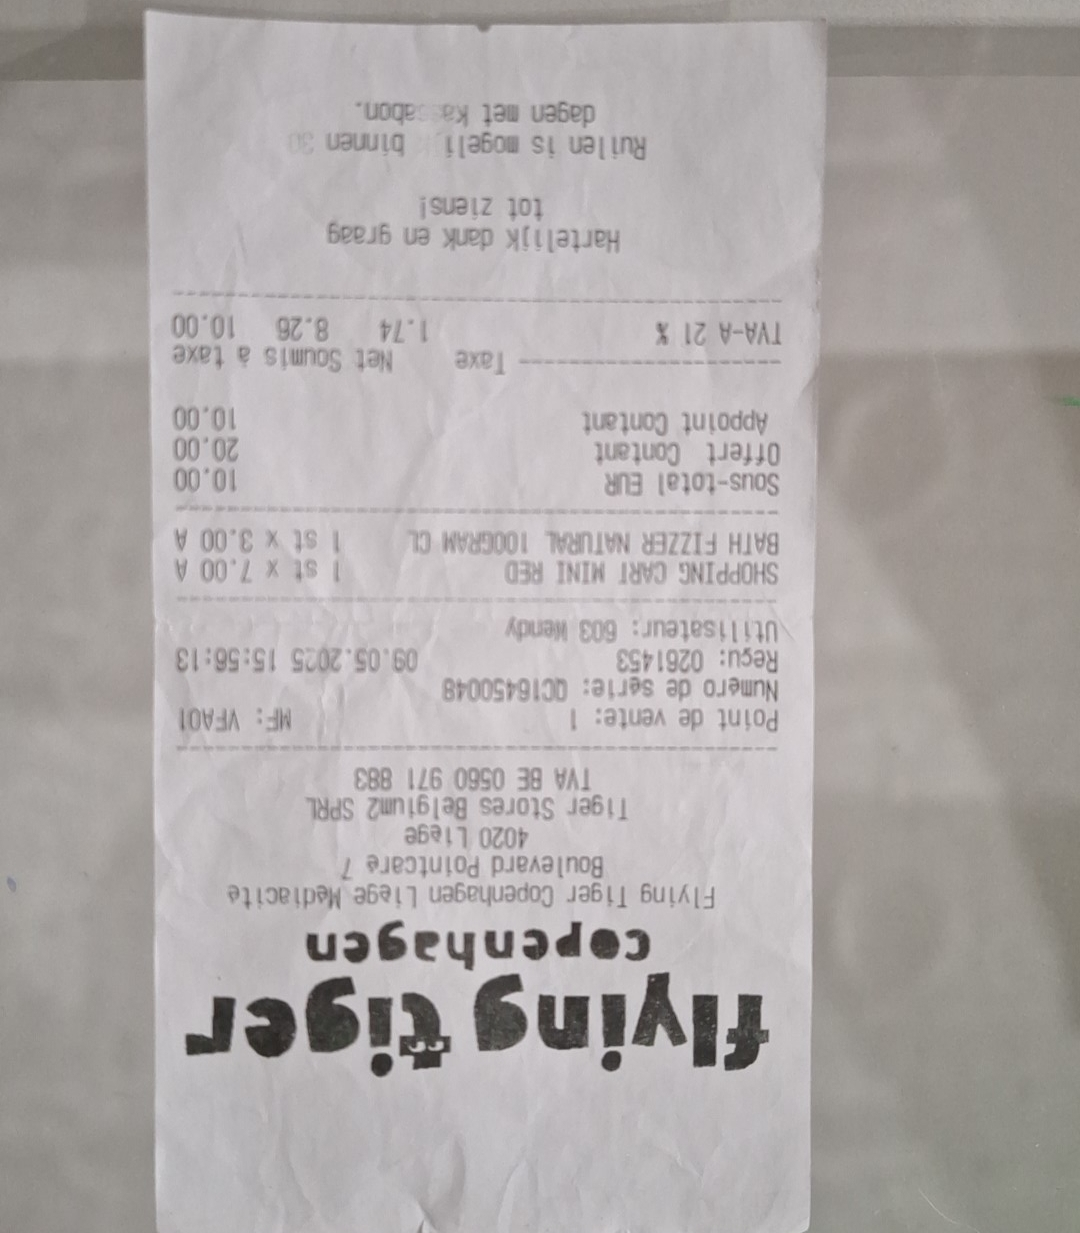 flying tiger
copenhagen
Flying Tiger Copenhagen Liege Mediacite
Boulevard Pointcare 7
4020 Liege
Tiger Stores Belgium2 SPRL
TVA BE 0560 971 883
Point de vente: 1 MF: VFA01
Numero de serie: QC16450048
Reçu: 0261453 09.05.2025 15:56:13
Utilisateur: 603 Wendy
SHOPPING CART MINI RED 1 st x 7.00 A
BATH FIZZER NATURAL 100GRAM CL 1 st x 3.00 A
Sous-total EUR 10.00
Offert Contant 20.00
Appoint Contant 10.00
Taxe Net Soumis à taxe
TVA-A 21 % 1.74 8.26 10.00
Hartelijk dank en graag
tot ziens!
Ruilen is mogelijk binnen 30
dagen met kassabon.